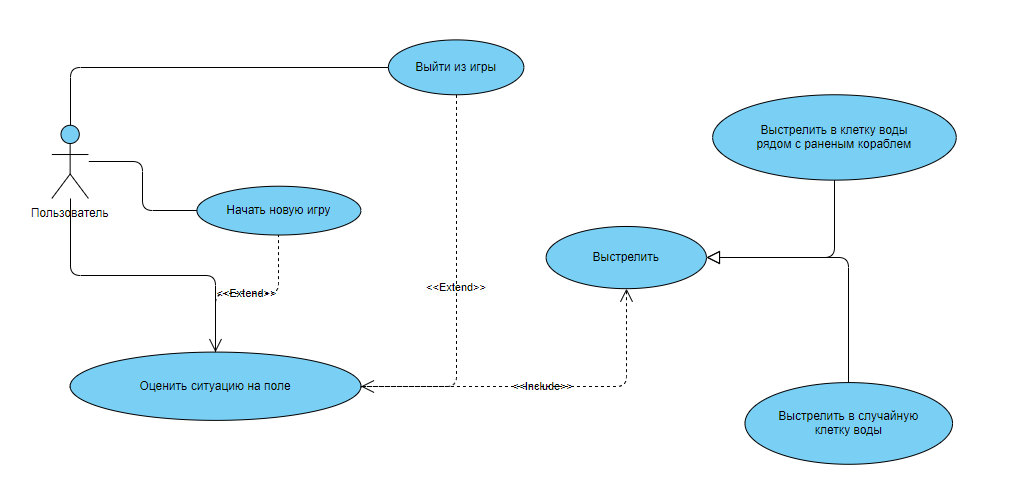 Выйти из игры
Выстрелить в клетку воды
рядом с раненым кораблем
Пользователь
Начать новую игру
Выстрелить
<<Extend>>
<<Extend>>
Оценить ситуацию на поле
<<Include>>
Выстрелить в случайную
клетку воды